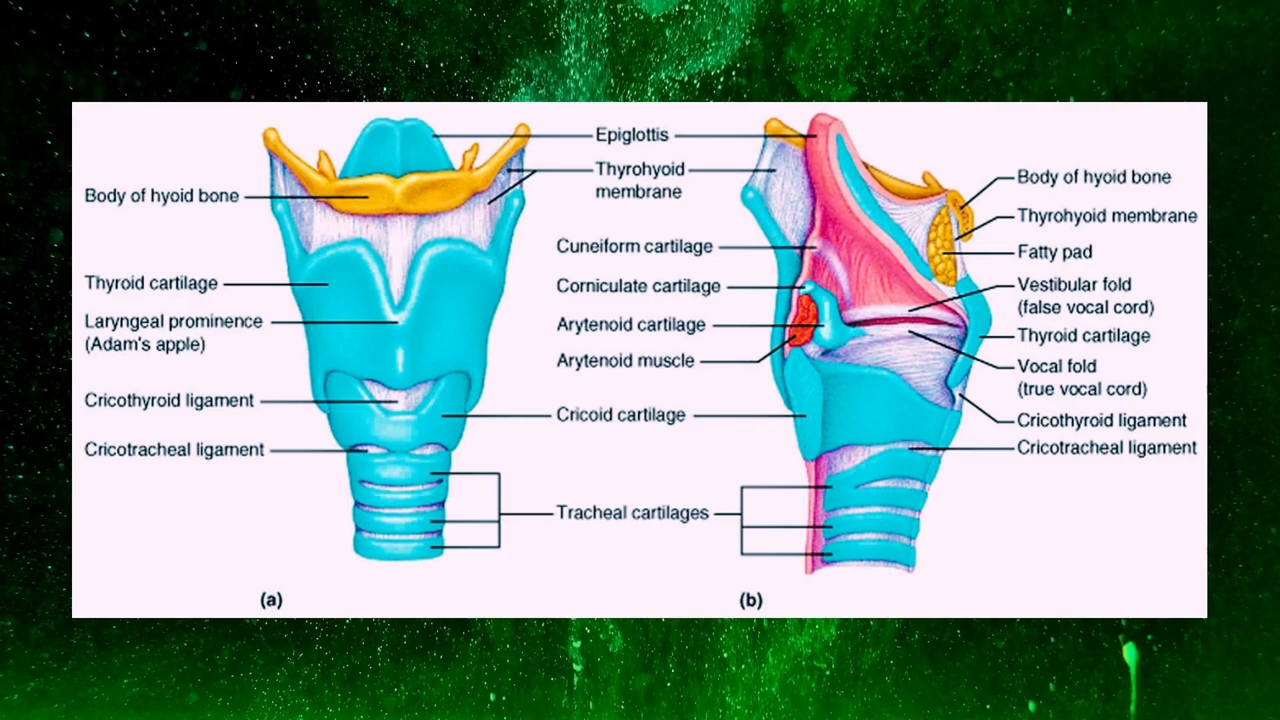 Epiglottis
Thyrohyoid
membrane
Body of hyoid bone
Thyroid cartilage
Laryngeal prominence
(Adam's apple)
Cricothyroid ligament
Cricotracheal ligament
Cuneiform cartilage
Corniculate cartilage
Arytenoid cartilage
Arytenoid muscle
Cricoid cartilage
Tracheal cartilages
Body of hyoid bone
Thyrohyoid membrane
Fatty pad
Vestibular fold
(false vocal cord)
Thyroid cartilage
Vocal fold
(true vocal cord)
Cricothyroid ligament
Cricotracheal ligament
(a)
(b)